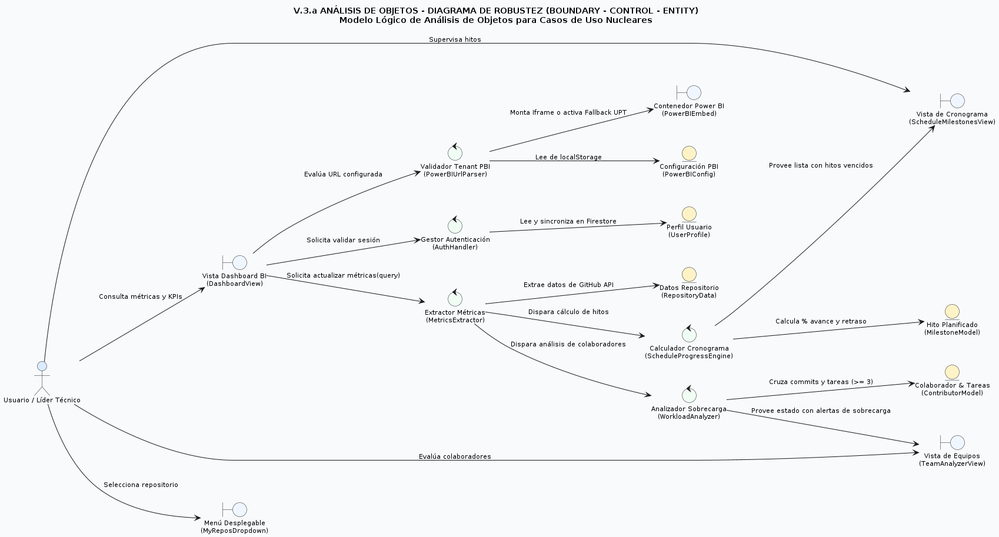 V.3.a ANÁLISIS DE OBJETOS - DIAGRAMA DE ROBUSTEZ (BOUNDARY - CONTROL - ENTITY)
Modelo Lógico de Análisis de Objetos para Casos de Uso Nucleares
Supervisa hitos
Vista de Cronograma
(ScheduleMilestonesView)
Monta Iframe o activa Fallback UPT
Contenedor Power BI
(PowerBIEmbed)
Validador Tenant PBI
(PowerBIUrlParser)
Lee de localStorage
Configuración PBI
(PowerBIConfig)
Provee lista con hitos vencidos
Evalúa URL configurada
Gestor Autenticación
(AuthHandler)
Lee y sincroniza en Firestore
Perfil Usuario
(UserProfile)
Solicita validar sesión
Vista Dashboard BI
(DashboardView)
Solicita actualizar métricas(query)
Extrae datos de GitHub API
Datos Repositorio
(RepositoryData)
Consulta métricas y KPIs
Extractor Métricas
(MetricsExtractor)
Dispara cálculo de hitos
Calcula % avance y retraso
Hito Planificado
(MilestoneModel)
Dispara análisis de colaboradores
Calculador Cronograma
(ScheduleProgressEngine)
Cruza commits y tareas (>= 3)
Colaborador & Tareas
(ContributorModel)
Usuario / Líder Técnico
Analizador Sobrecarga
(WorkloadAnalyzer)
Provee estado con alertas de sobrecarga
Evalúa colaboradores
Vista de Equipos
(TeamAnalyzerView)
Selecciona repositorio
Menú Desplegable
(MyReposDropdown)